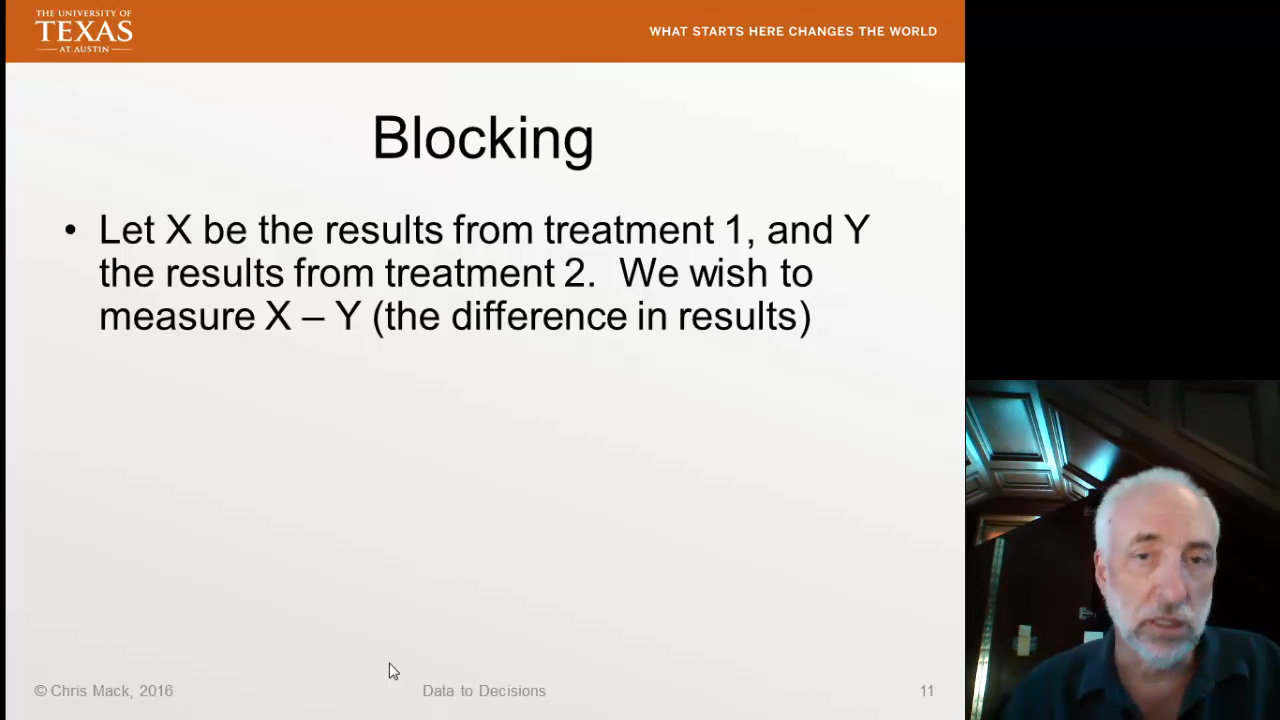 THE UNIVERSITY OF
TEXAS
AT AUSTIN
WHAT STARTS HERE CHANGES THE WORLD
Blocking
• Let X be the results from treatment 1, and Y
the results from treatment 2.  We wish to
measure X – Y (the difference in results)
© Chris Mack, 2016
Data to Decisions
11